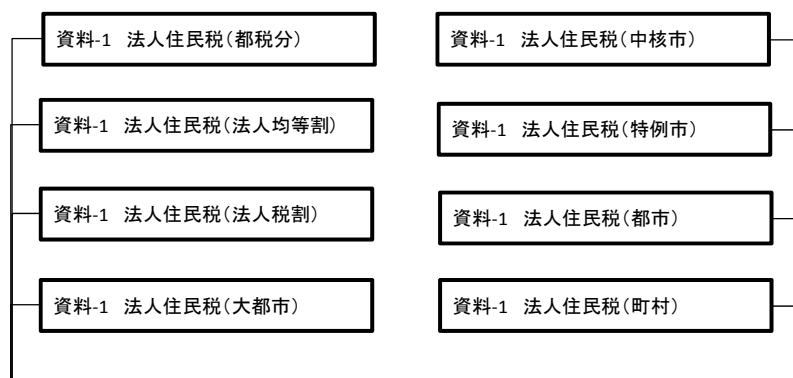 資料-1 法人住民税(都税分)
資料-1 法人住民税(法人均等割)
資料-1 法人住民税(法人税割)
資料-1 法人住民税(大都市)
資料-1 法人住民税(中核市)
資料-1 法人住民税(特例市)
資料-1 法人住民税(都市)
資料-1 法人住民税(町村)